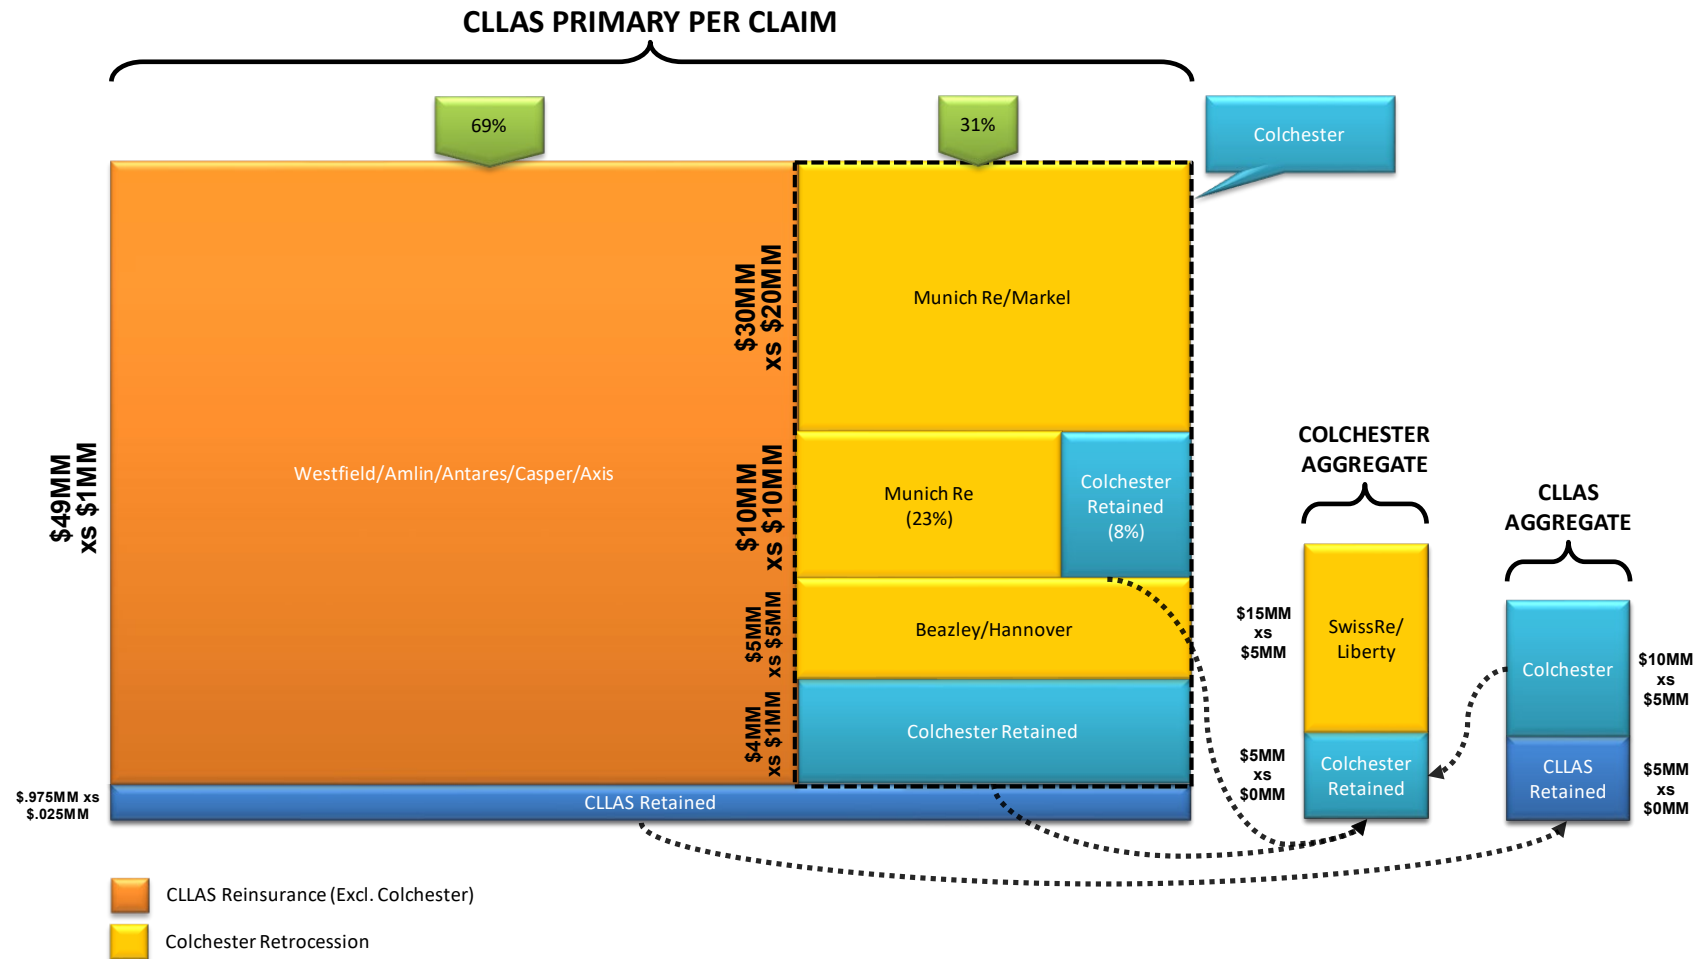 CLLAS PRIMARY PER CLAIM
69%
31%
Colchester
$49MM
xs $1MM
Westfield/Amlin/Antares/Casper/Axis
$30MM
xs $20MM
Munich Re/Markel
$10MM
xs $10MM
Munich Re
(23%)
Colchester
Retained
(8%)
$5MM
xs $5MM
Beazley/Hannover
$4MM
xs $1MM
Colchester Retained
$.975MM xs
$.025MM
CLLAS Retained
COLCHESTER
AGGREGATE
$15MM
xs
$5MM
SwissRe/
Liberty
$5MM
xs
$0MM
Colchester
Retained
CLLAS
AGGREGATE
Colchester
$10MM
xs
$5MM
CLLAS
Retained
$5MM
xs
$0MM
CLLAS Reinsurance (Excl. Colchester)
Colchester Retrocession